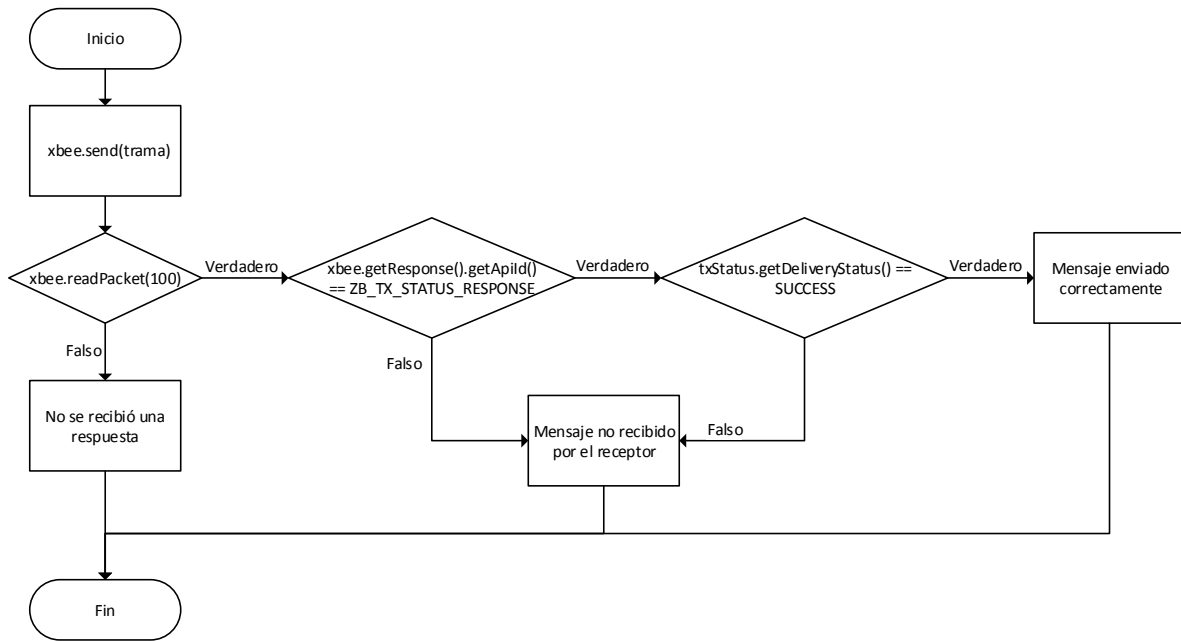 Inicio
xbee.send(trama)
xbee.readPacket(100)
Verdadero
xbee.getResponse().getApiId()
== ZB_TX_STATUS_RESPONSE
Verdadero
txStatus.getDeliveryStatus() ==
SUCCESS
Verdadero
Mensaje enviado
correctamente
Falso
Falso
No se recibió una
respuesta
Mensaje no recibido
por el receptor
Falso
Fin